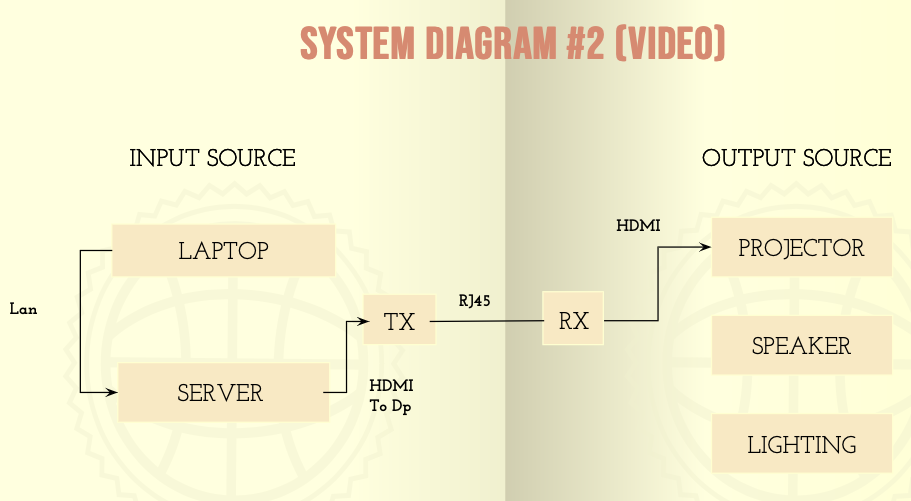 SYSTEM DIAGRAM #2 (VIDEO)
INPUT SOURCE
OUTPUT SOURCE
LAPTOP
Lan
SERVER
HDMI
To Dp
TX
RJ45
RX
HDMI
PROJECTOR
SPEAKER
LIGHTING